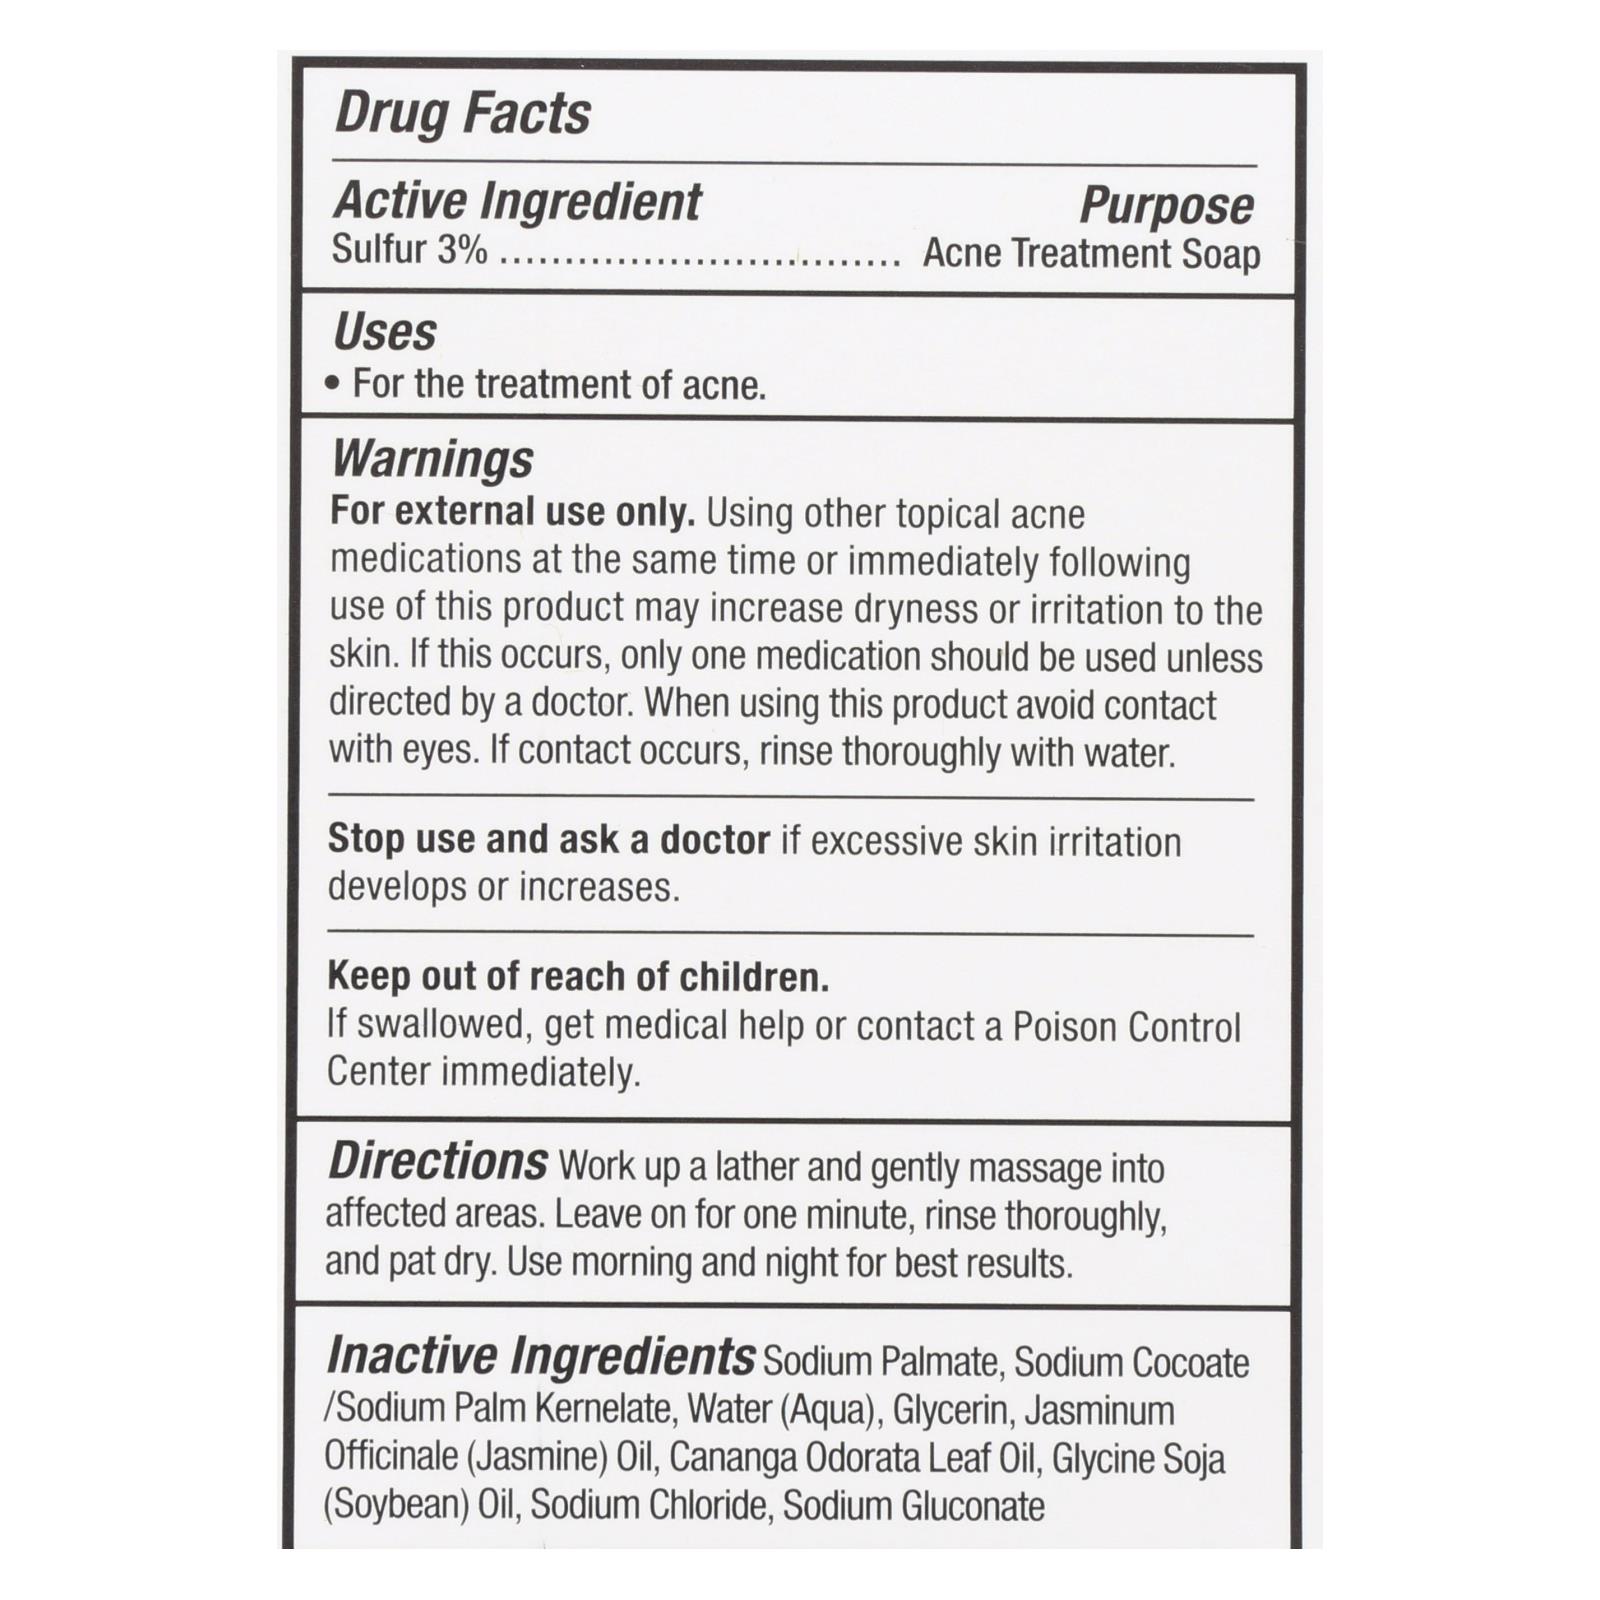 Drug Facts
Active Ingredient Purpose
Sulfur 3% ............................... Acne Treatment Soap
Uses
• For the treatment of acne.
Warnings
For external use only. Using other topical acne
medications at the same time or immediately following
use of this product may increase dryness or irritation to the
skin. If this occurs, only one medication should be used unless
directed by a doctor. When using this product avoid contact
with eyes. If contact occurs, rinse thoroughly with water.
Stop use and ask a doctor if excessive skin irritation
develops or increases.
Keep out of reach of children.
If swallowed, get medical help or contact a Poison Control
Center immediately.
Directions Work up a lather and gently massage into
affected areas. Leave on for one minute, rinse thoroughly,
and pat dry. Use morning and night for best results.
Inactive Ingredients Sodium Palmate, Sodium Cocoate
/Sodium Palm Kernelate, Water (Aqua), Glycerin, Jasminum
Officinale (Jasmine) Oil, Cananga Odorata Leaf Oil, Glycine Soja
(Soybean) Oil, Sodium Chloride, Sodium Gluconate